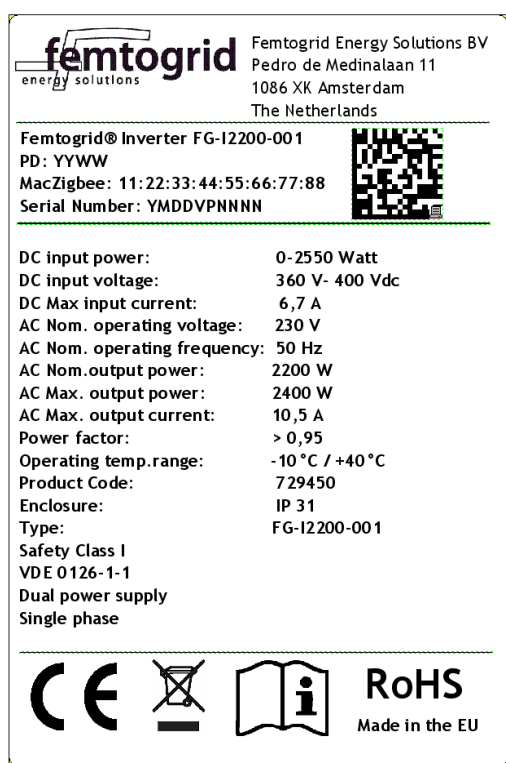 femtogrid
energy solutions
Femtogrid Energy Solutions BV
Pedro de Medinalaan 11
1086 XK Amsterdam
The Netherlands
Femtogrid® Inverter FG-I2200-001
PD: YYWW
MacZigbee: 11:22:33:44:55:66:77:88
Serial Number: YMDDVPNNNN
DC input power: 0-2550 Watt
DC input voltage: 360 V- 400 Vdc
DC Max input current: 6,7 A
AC Nom. operating voltage: 230 V
AC Nom. operating frequency: 50 Hz
AC Nom.output power: 2200 W
AC Max. output power: 2400 W
AC Max. output current: 10,5 A
Power factor: > 0,95
Operating temp.range: -10°C / +40°C
Product Code: 729450
Enclosure: IP 31
Type: FG-I2200-001
Safety Class I
VDE 0126-1-1
Dual power supply
Single phase
CE
i
RoHS
Made in the EU